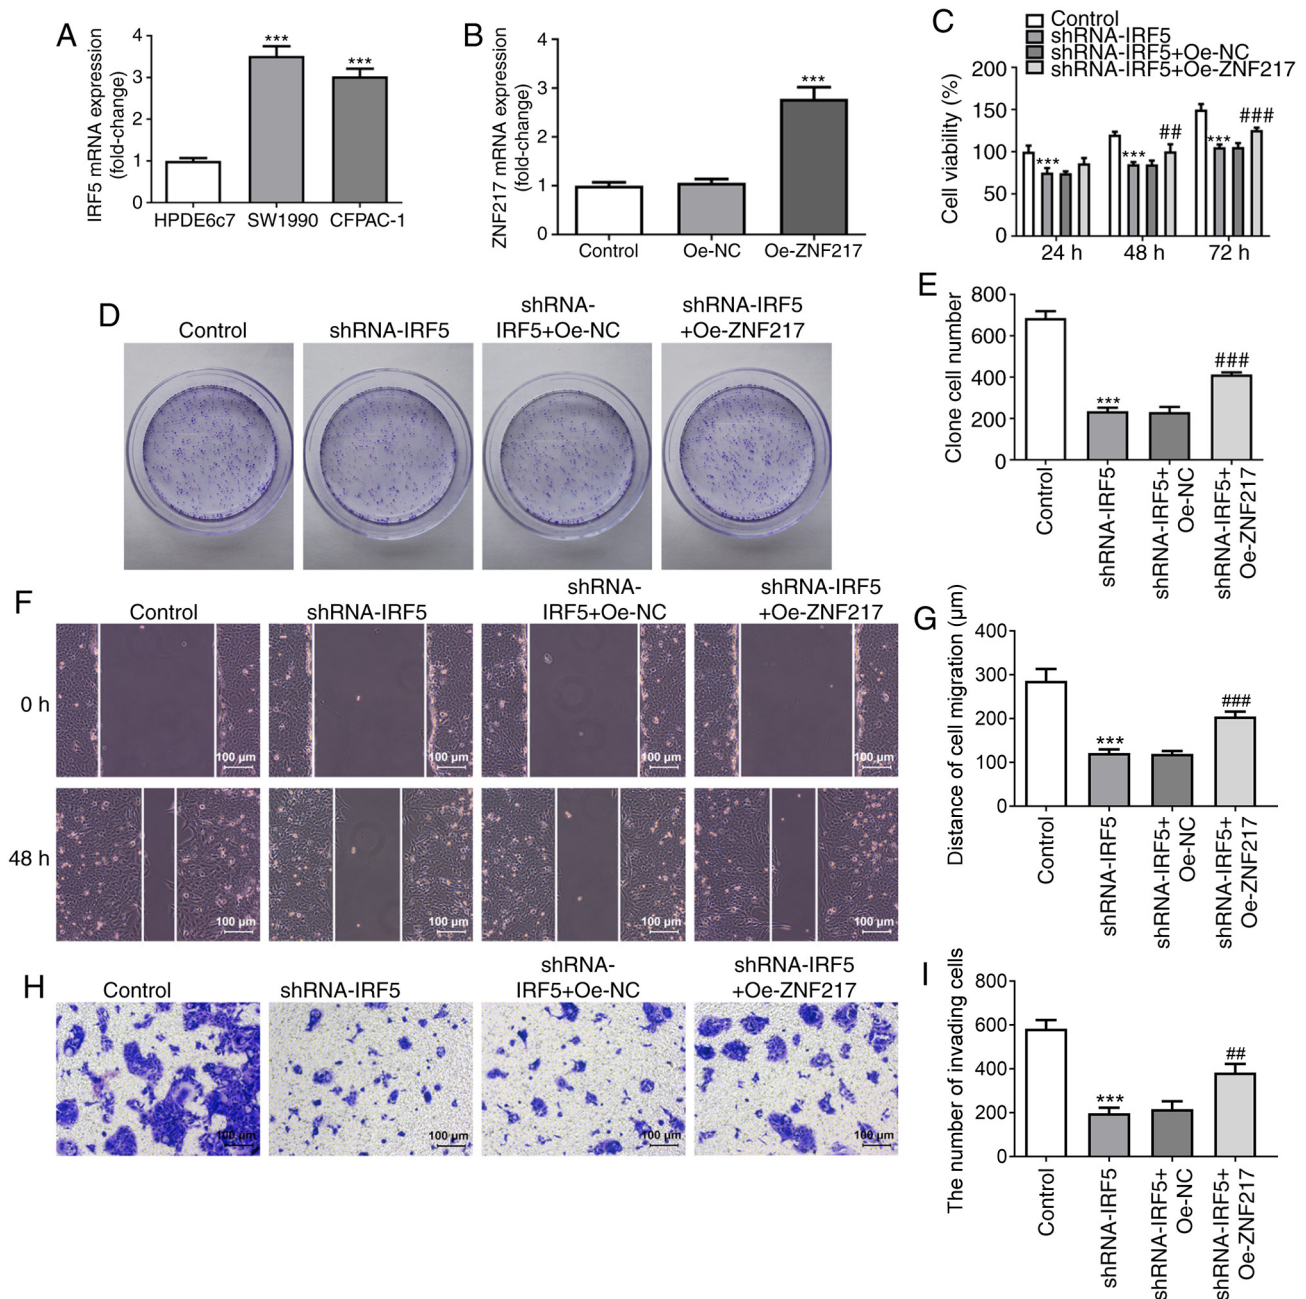 A
IRF5 mRNA expression
(fold-change)
4
3
2
1
0
***
***
HPDE6c7
SW1990
CFPAC-1
B
ZNF217 mRNA expression
(fold-change)
4
3
2
1
0
***
Control
Oe-NC
Oe-ZNF217
C
Control
shRNA-IRF5
shRNA-IRF5+Oe-NC
shRNA-IRF5+Oe-ZNF217
Cell viability (%)
200
150
100
50
0
***
***
##
***
###
24 h
48 h
72 h
D
Control
shRNA-IRF5
shRNA-
IRF5+Oe-NC
shRNA-IRF5
+Oe-ZNF217
E
Clone cell number
800
600
400
200
0
***
###
Control
shRNA-IRF5
shRNA-IRF5+
Oe-NC
shRNA-IRF5+
Oe-ZNF217
F
Control
shRNA-IRF5
shRNA-
IRF5+Oe-NC
shRNA-IRF5
+Oe-ZNF217
0 h
100 µm
100 µm
100 µm
100 µm
48 h
100 µm
100 µm
100 µm
100 µm
G
Distance of cell migration (µm)
400
300
200
100
0
***
###
Control
shRNA-IRF5
shRNA-IRF5+
Oe-NC
shRNA-IRF5+
Oe-ZNF217
H
Control
shRNA-IRF5
shRNA-
IRF5+Oe-NC
shRNA-IRF5
+Oe-ZNF217
100 µm
100 µm
100 µm
100 µm
I
The number of invading cells
800
600
400
200
0
***
##
Control
shRNA-IRF5
shRNA-IRF5+
Oe-NC
shRNA-IRF5+
Oe-ZNF217